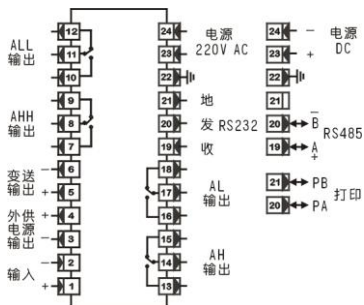 12
ALL
输出
11
10
9
AHH
输出
8
7
变送 − 6
输出 + 5
外供 + 4
电源
输出 − 3
− 2
输入
+ 1
24 电源
23 220V AC
22
21 地
20 发 RS232
19 收
18
17 AL
输出
16
15
14 AH
输出
13
24 − 电源
23 + DC
22
21
20 B̅ RS485
19 A
+
21 PB
打印
20 PA